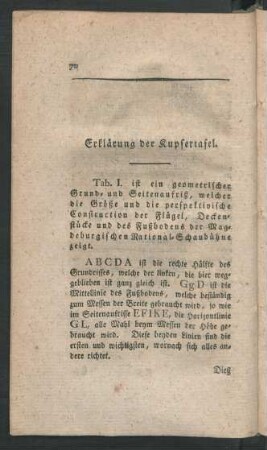 Erklärung der Kupfertafel.
Tab. I. ist ein geometrischer
Grund- und Seitenaufriß, welcher
die Größe und die perspektivische
Construction der Flügel, Decken-
stücke und des Fußbodens der Mag-
deburgischen National-Schaubühne
zeigt.
ABCDA ist die rechte Hälfte des
Grundrisses, welche der linken, die hier weg-
geblieben ist ganz gleich ist. GgD ist die
Mittellinie des Fußbodens, welche beständig
zum Messen der Breite gebraucht wird, so wie
im Seitenaufrisse EFIKE, die Horizontlinie
GL, alle Mahl beym Messen der Höhe ge-
braucht wird. Diese beyden Linien sind die
ersten und wichtigsten, wornach sich alles an-
dere richtet.
Dieß